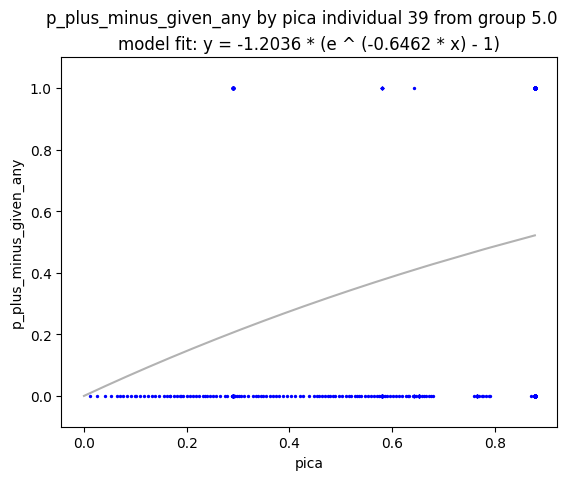 p_plus_minus_given_any by pica individual 39 from group 5.0
model fit: y = -1.2036 * (e ^ (-0.6462 * x) - 1)
1.0
0.8
0.6
0.4
0.2
0.0
p_plus_minus_given_any
0.0 0.2 0.4 0.6 0.8
pica